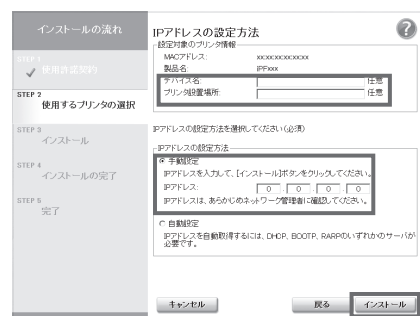 インストールの流れ
STEP 1
使用許諾契約
STEP 2
使用するプリンタの選択
STEP 3
インストール
STEP 4
インストールの完了
STEP 5
完了
IPアドレスの設定方法
?
設定対象のプリンタ情報
MACアドレス: xx:xx:xx:xx:xx:xx
製品名: iPFxxx
デバイス名: 任意
プリンタ設置場所: 任意
IPアドレスの設定方法を選択してください(必須)
IPアドレスの設定方法
手動設定
IPアドレスを入力して、[インストール]ボタンをクリックしてください。
IPアドレス: 0 . 0 . 0 . 0
IPアドレスは、あらかじめネットワーク管理者に確認してください。
自動設定
IPアドレスを自動取得するには、DHCP、BOOTP、RARPのいずれかのサーバが
必要です。
キャンセル 戻る インストール